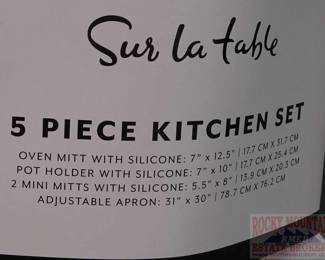 Sur la table
5 PIECE KITCHEN SET
OVEN MITT WITH SILICONE: 7" x 12.5" | 17.7 CM X 31.7 CM
POT HOLDER WITH SILICONE: 7" x 10" | 17.7 CM X 25.4 CM
2 MINI MITTS WITH SILICONE: 5.5" x 8" | 13.9 CM X 20.3 CM
ADJUSTABLE APRON: 31" x 30" | 78.7 CM X 76.2 CM
ROCKY MOUNTAIN
ESTATE BROKERS